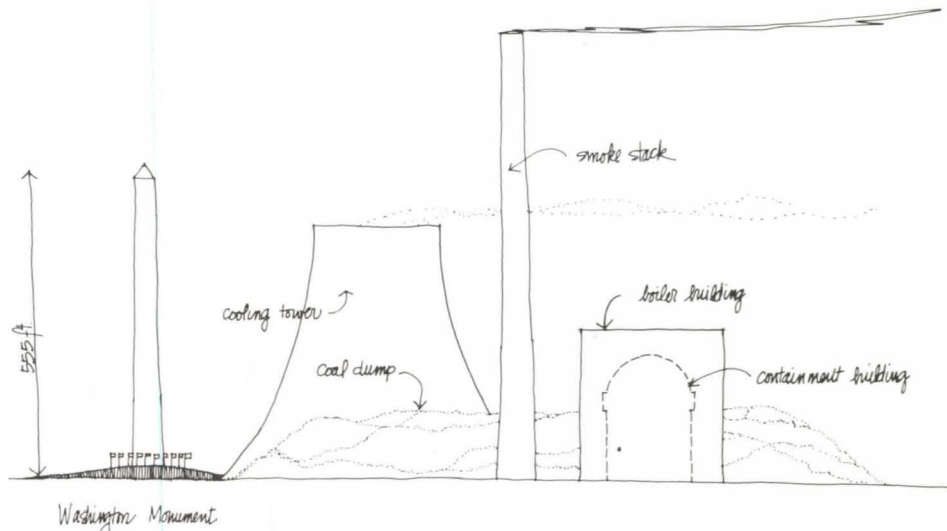 smoke stack
cooling tower
boiler building
coal dump
containment building
555 ft.
Washington Monument